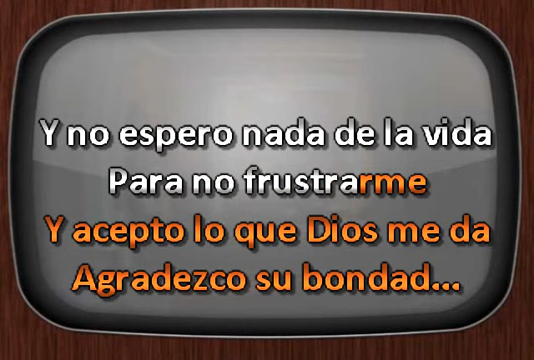 Y no espero nada de la vida
Para no frustrarme
Y acepto lo que Dios me da
Agradezco su bondad...